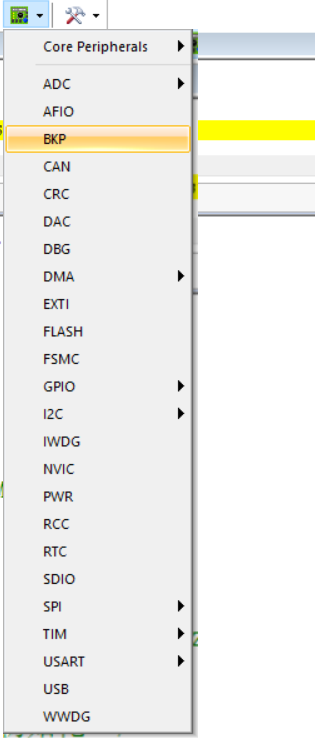 Core Peripherals
ADC
AFIO
BKP
CAN
CRC
DAC
DBG
DMA
EXTI
FLASH
FSMC
GPIO
I2C
IWDG
NVIC
PWR
RCC
RTC
SDIO
SPI
TIM
USART
USB
WWDG